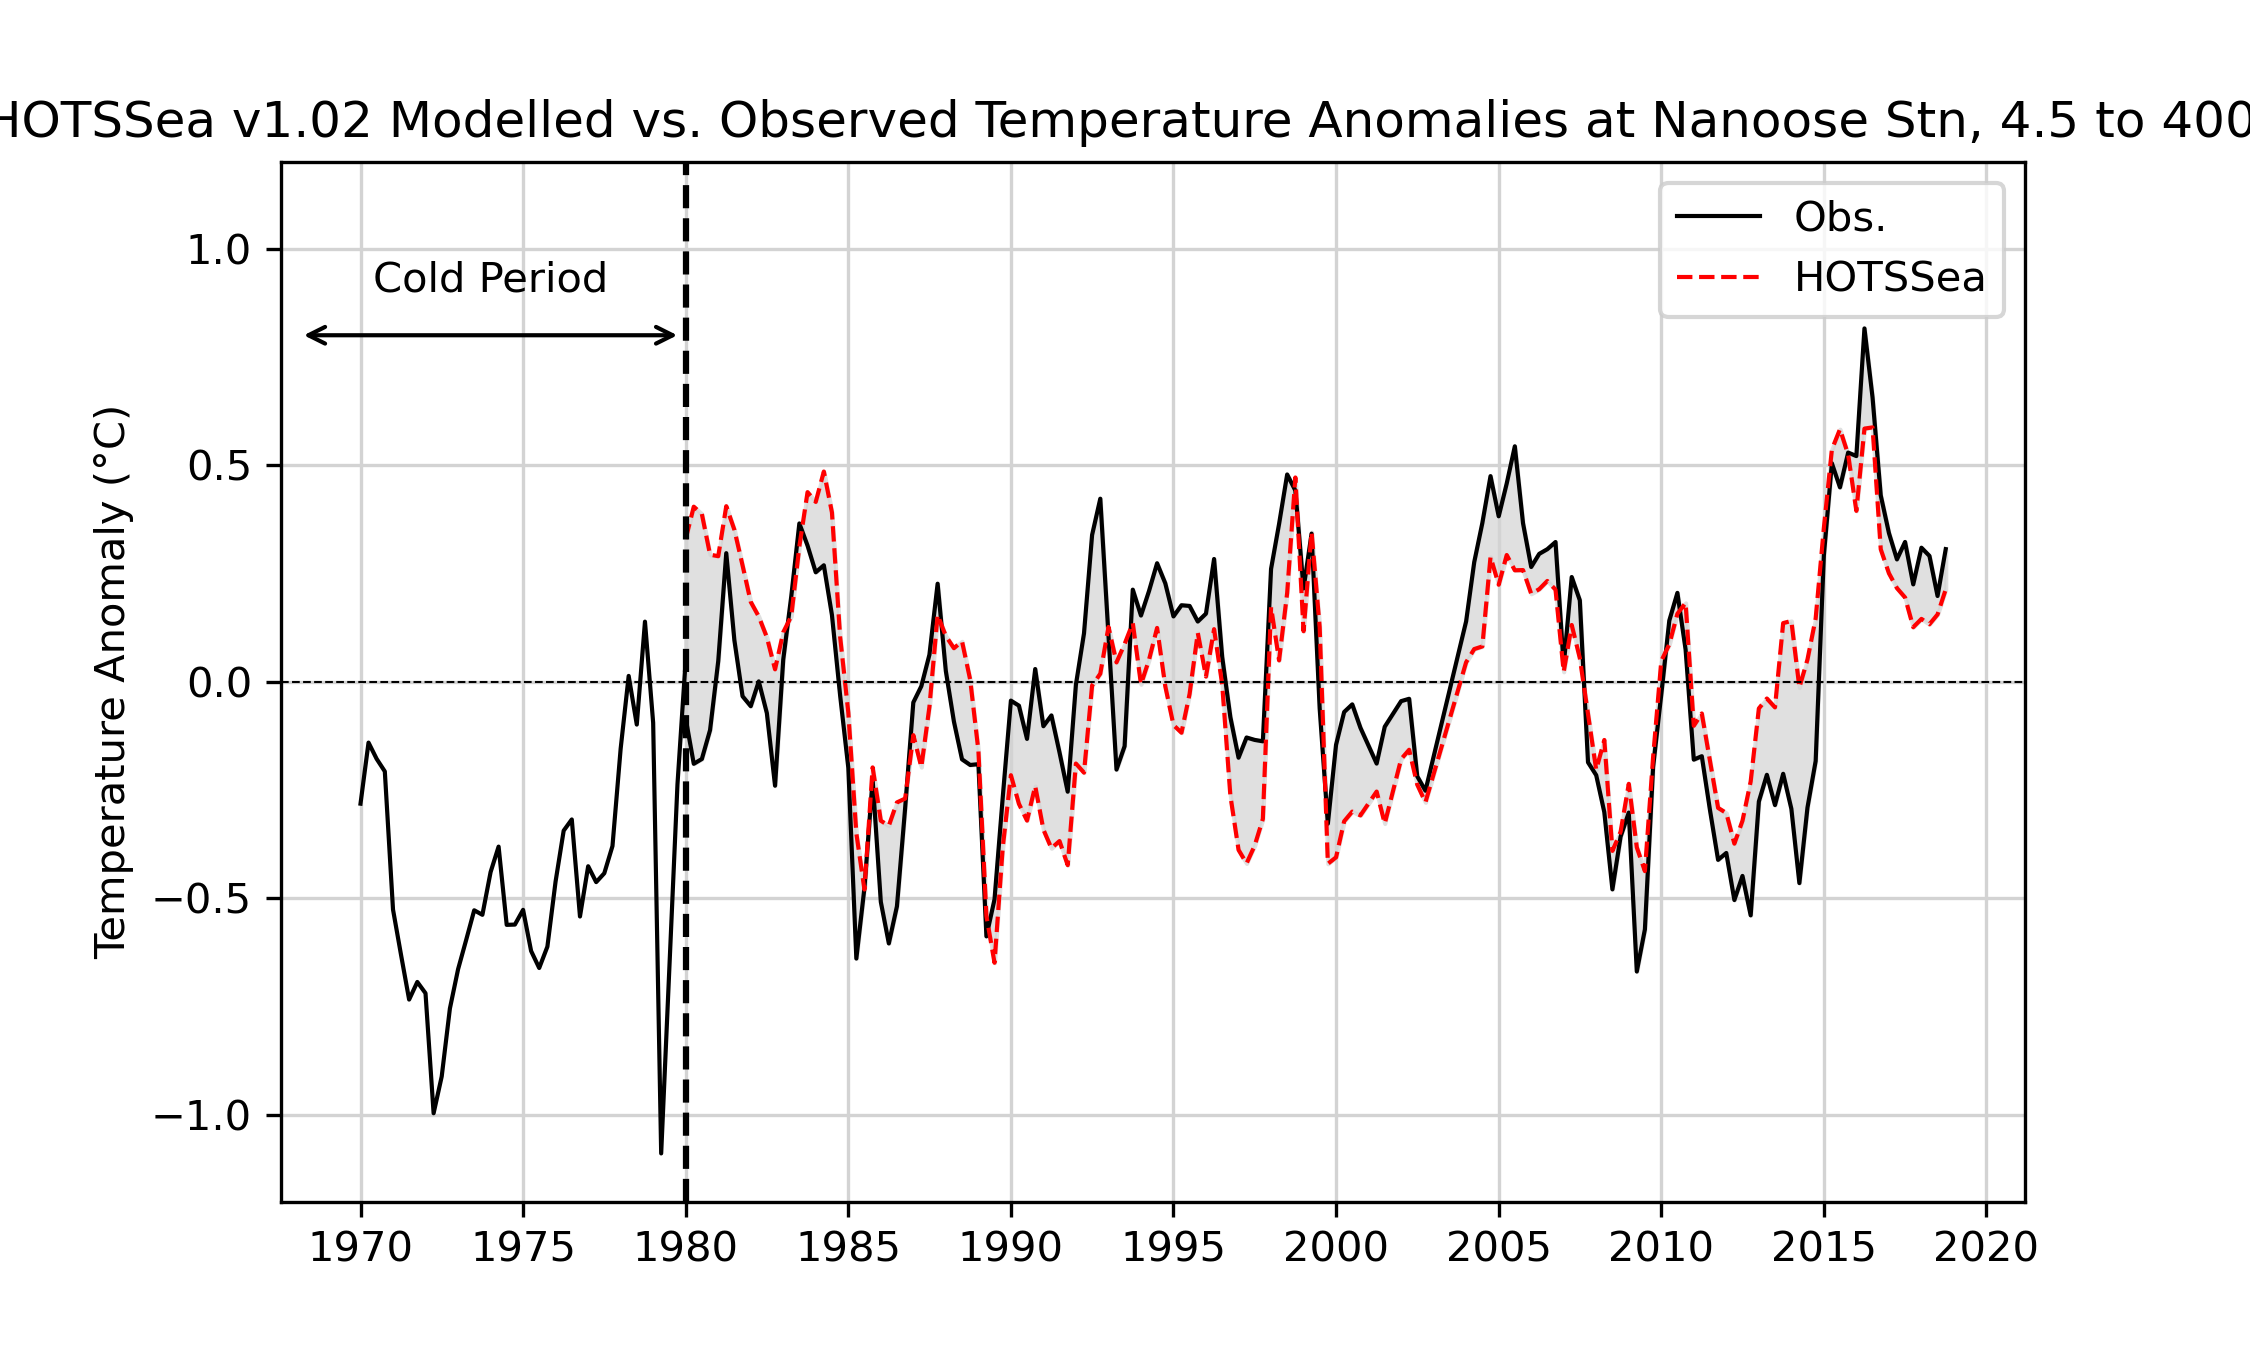 HOTSSea v1.02 Modelled vs. Observed Temperature Anomalies at Nanoose Stn, 4.5 to 400
Obs.
HOTSSea
Cold Period
Temperature Anomaly (°C)
1.0
0.5
0.0
−0.5
−1.0
1970 1975 1980 1985 1990 1995 2000 2005 2010 2015 2020